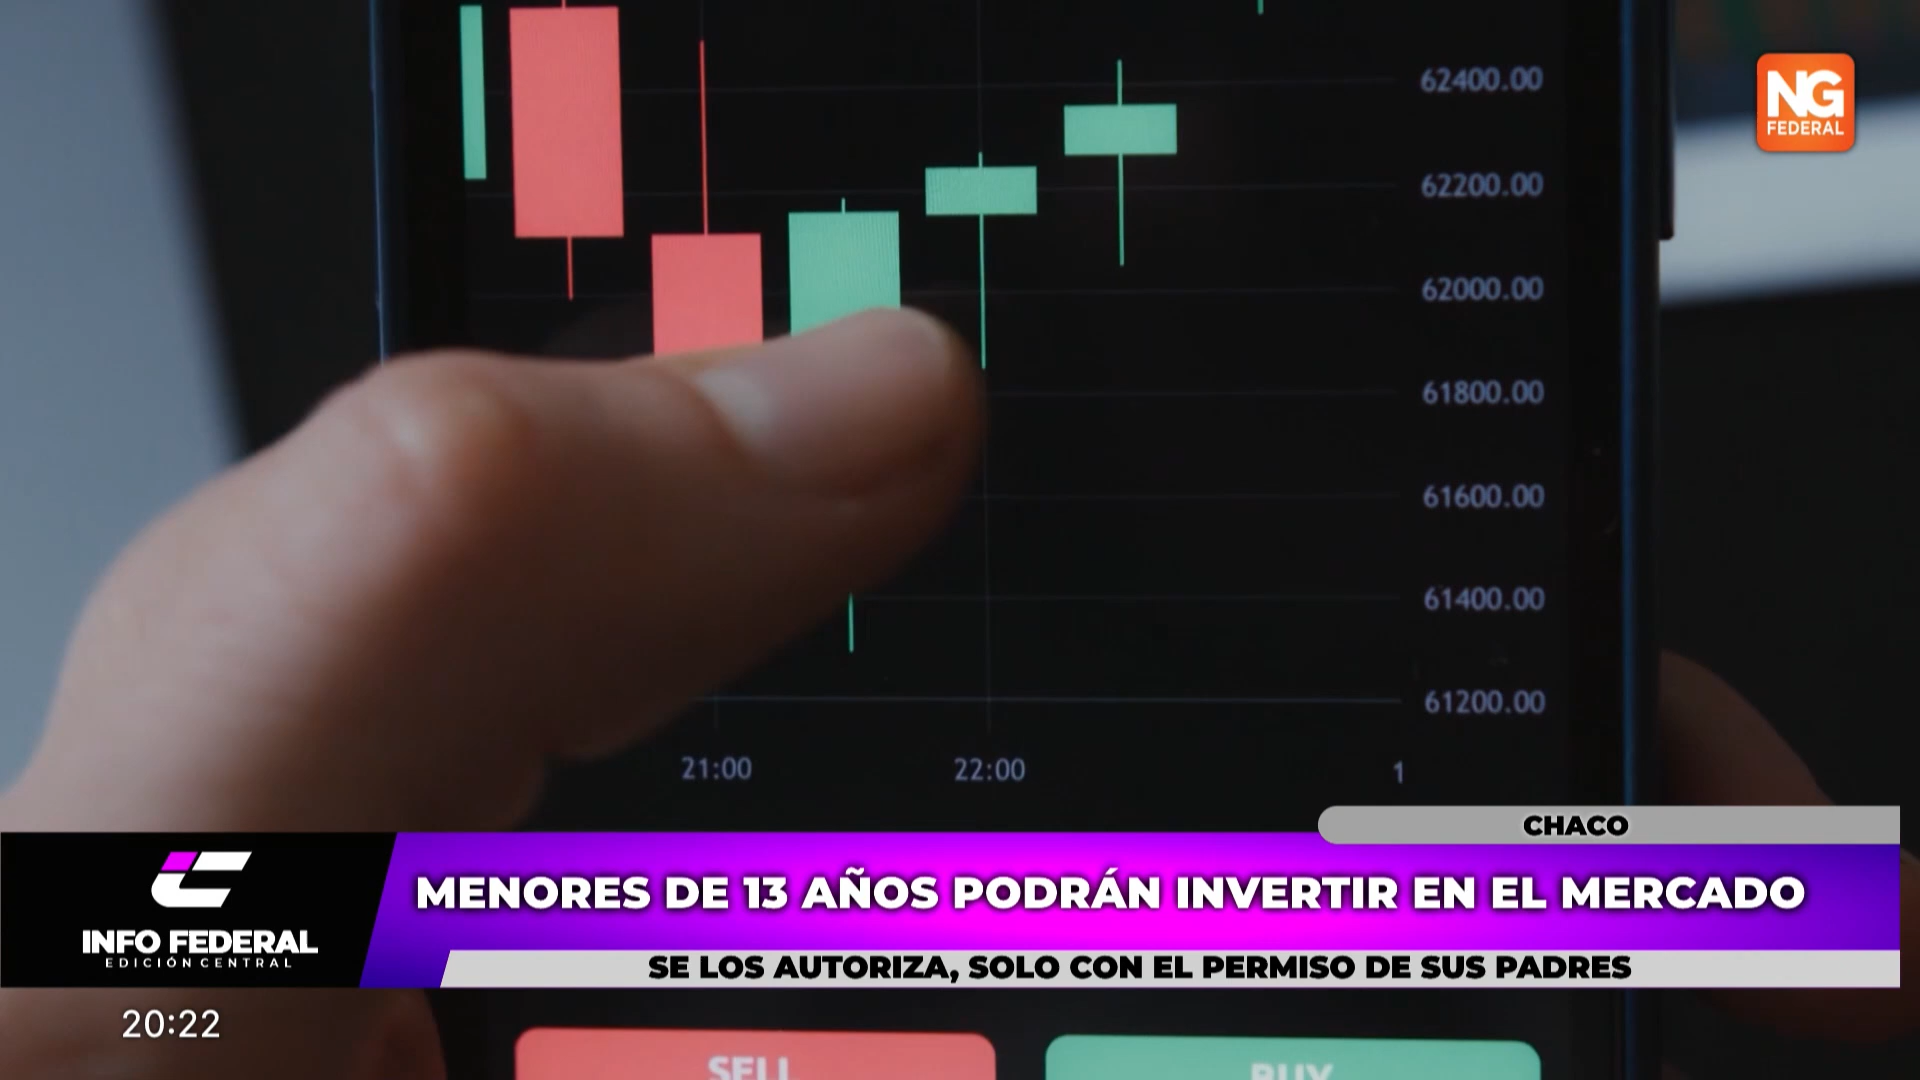 62400.00
NG
FEDERAL
62200.00
62000.00
61800.00
61600.00
61400.00
61200.00
21:00
22:00
1
CHACO
MENORES DE 13 AÑOS PODRÁN INVERTIR EN EL MERCADO
INFO FEDERAL
EDICIÓN CENTRAL
SE LOS AUTORIZA, SOLO CON EL PERMISO DE SUS PADRES
20:22
SELL
BUY